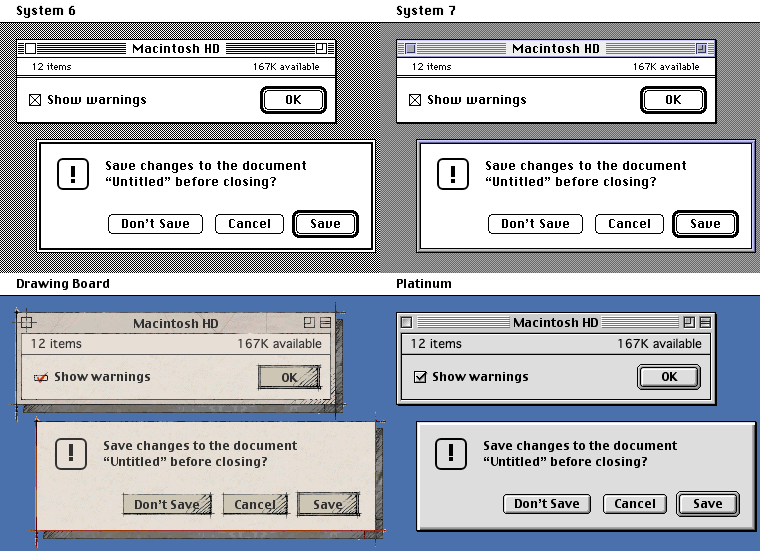 System 6
Macintosh HD
12 items 167K available
Show warnings OK
! Save changes to the document
“Untitled” before closing?
Don't Save Cancel Save
System 7
Macintosh HD
12 items 167K available
Show warnings OK
! Save changes to the document
“Untitled” before closing?
Don't Save Cancel Save
Drawing Board
Macintosh HD
12 items 167K available
Show warnings OK
! Save changes to the document
“Untitled” before closing?
Don't Save Cancel Save
Platinum
Macintosh HD
12 items 167K available
Show warnings OK
! Save changes to the document
“Untitled” before closing?
Don't Save Cancel Save